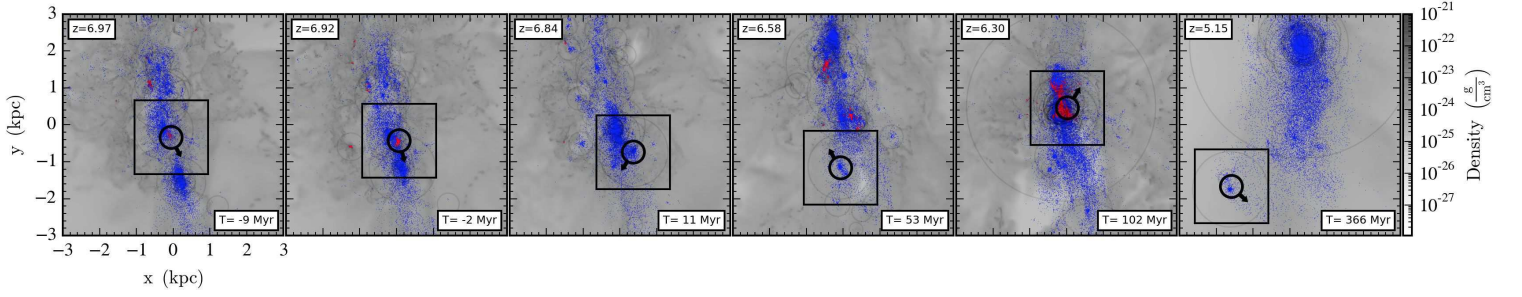 z=6.97 z=6.92 z=6.84 z=6.58 z=6.30 z=5.15
T= -9 Myr T= -2 Myr T= 11 Myr T= 53 Myr T= 102 Myr T= 366 Myr
3
2
1
0
−1
−2
−3
y (kpc)
−3 −2 −1 0 1 2 3
x (kpc)
10⁻²¹
10⁻²²
10⁻²³
10⁻²⁴
10⁻²⁵
10⁻²⁶
10⁻²⁷
Density (g/cm³)